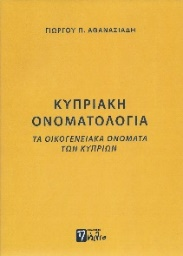 ΓΙΩΡΓΟΥ Π. ΑΘΑΝΑΣΙΑΔΗ
ΚΥΠΡΙΑΚΗ
ΟΝΟΜΑΤΟΛΟΓΙΑ
ΤΑ ΟΙΚΟΓΕΝΕΙΑΚΑ ΟΝΟΜΑΤΑ
ΤΩΝ ΚΥΠΡΙΩΝ